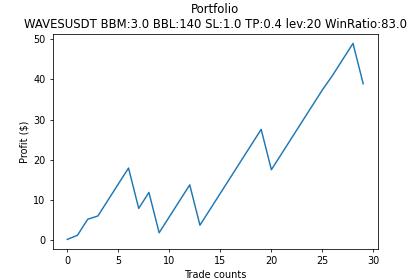 Portfolio
WAVESUSDT BBM:3.0 BBL:140 SL:1.0 TP:0.4 lev:20 WinRatio:83.0
50
40
30
20
10
0
Profit ($)
0 5 10 15 20 25 30
Trade counts